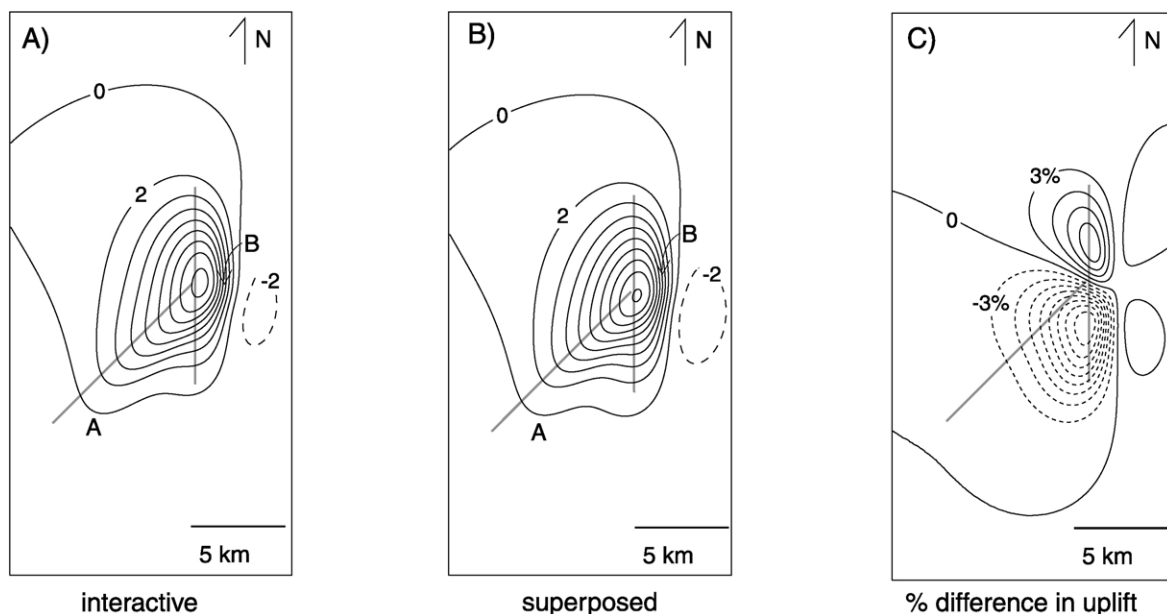 A)
N
0
2
B
-2
A
5 km
interactive
B)
N
0
2
B
-2
A
5 km
superposed
C)
N
3%
0
-3%
5 km
% difference in uplift